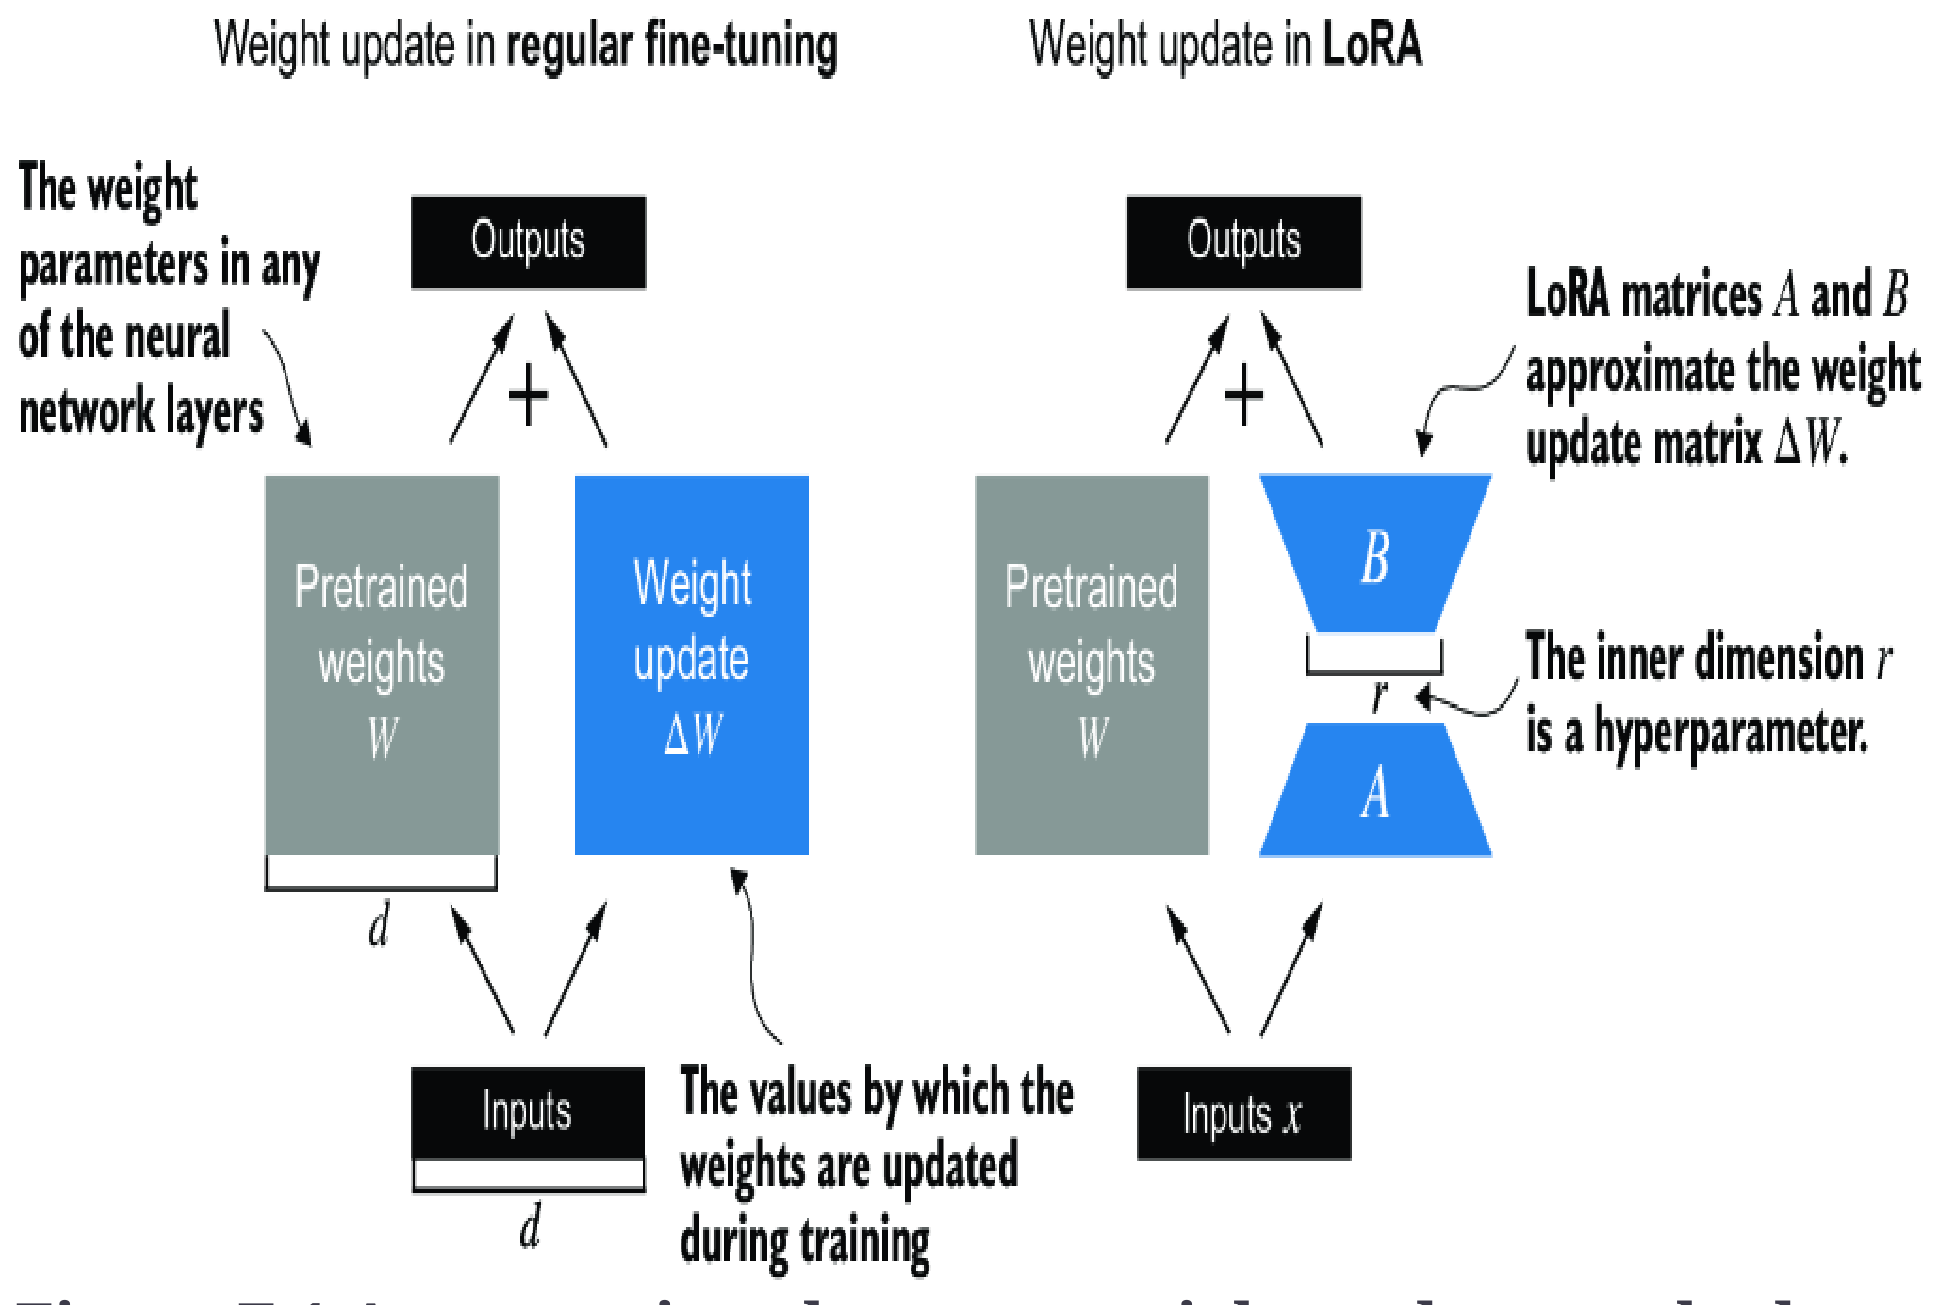 Weight update in regular fine-tuning
Weight update in LoRA
The weight
parameters in any
of the neural
network layers
Outputs
+
Pretrained
weights
W
d
Weight
update
ΔW
Inputs
d
The values by which the
weights are updated
during training
Outputs
+
LoRA matrices A and B
approximate the weight
update matrix ΔW.
Pretrained
weights
W
B
r
The inner dimension r
is a hyperparameter.
A
Inputs x